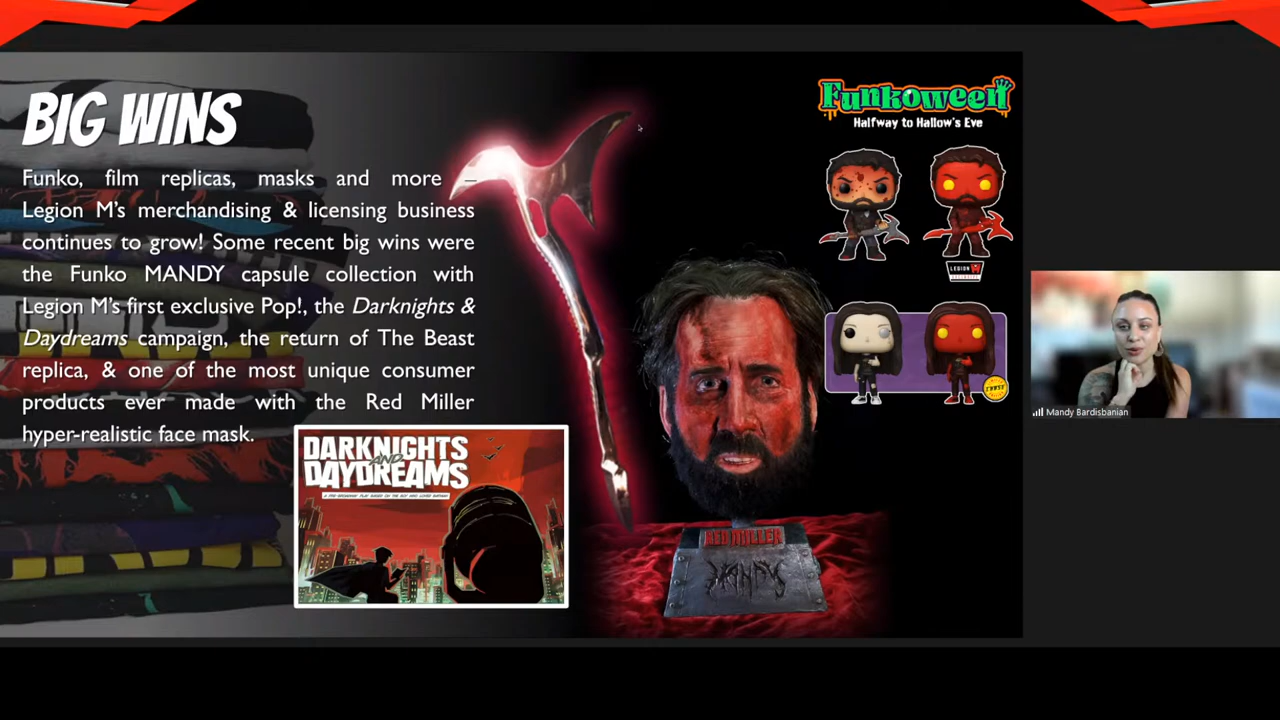 BIG WINS
Funko, film replicas, masks and more –
Legion M's merchandising & licensing business
continues to grow! Some recent big wins were
the Funko MANDY capsule collection with
Legion M's first exclusive Pop!, the Darknights &
Daydreams campaign, the return of The Beast
replica, & one of the most unique consumer
products ever made with the Red Miller
hyper-realistic face mask.
DARKNIGHTS
AND
DAYDREAMS
Funkoween
Halfway to Hallow's Eve
LEGION M
CHASE
RED MILLER
MANDY
Mandy Bardisbanian